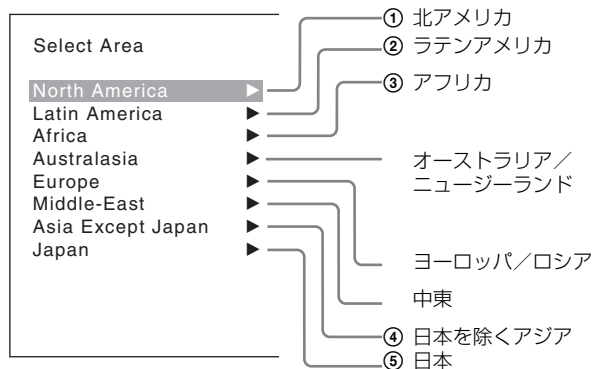 Select Area
North America ▶
Latin America ▶
Africa ▶
Australasia ▶
Europe ▶
Middle-East ▶
Asia Except Japan ▶
Japan ▶
① 北アメリカ
② ラテンアメリカ
③ アフリカ
オーストラリア／
ニュージーランド
ヨーロッパ／ロシア
中東
④ 日本を除くアジア
⑤ 日本